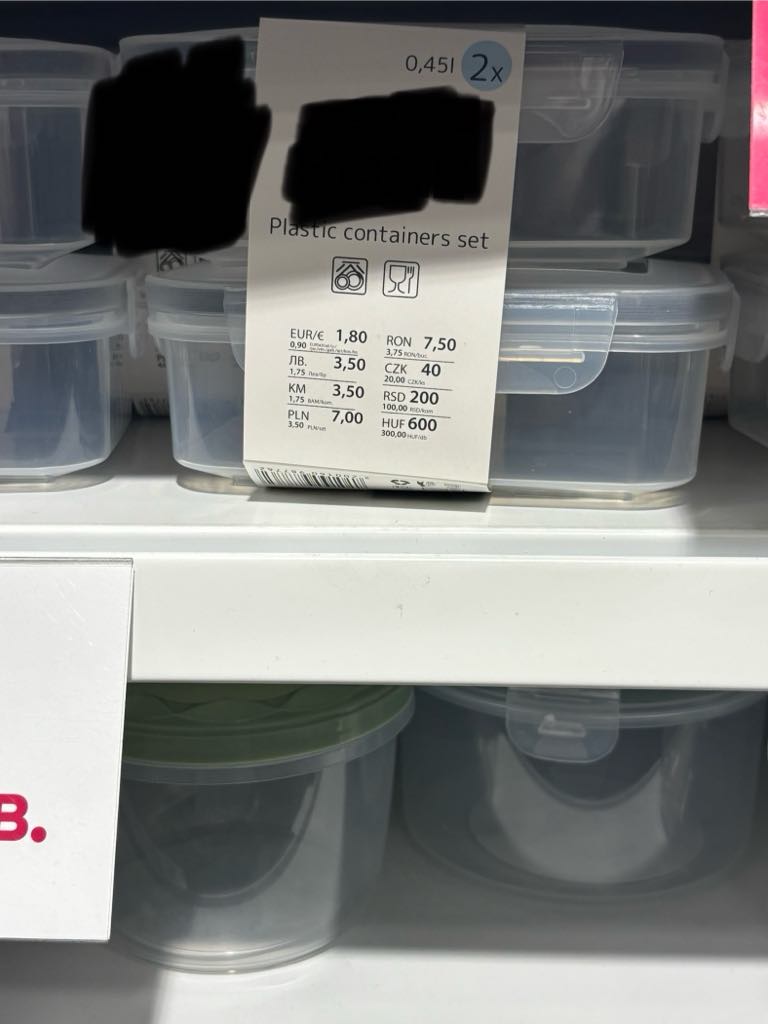 0,45l 2x
Plastic containers set
EUR/€ 1,80
0,90
ЛВ. 3,50
1,75 Лев/бр
KM 3,50
1,75 BAM/kom.
PLN 7,00
3,50 PLN/szt
RON 7,50
3,75 RON/buc.
CZK 40
20,00 CZK/ks
RSD 200
100,00 RSD/kom
HUF 600
300,00 HUF/db
В.